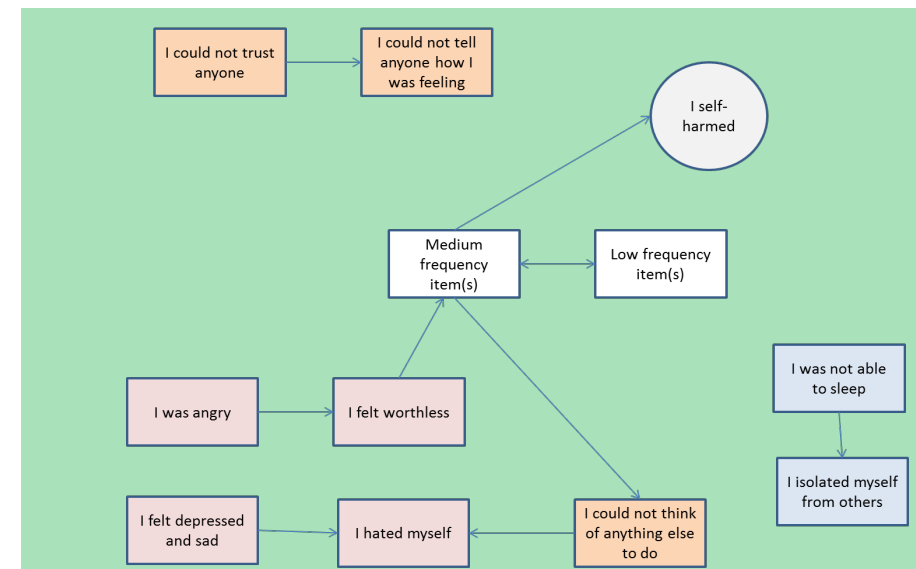 I could not trust
anyone
I could not tell
anyone how I
was feeling
I self-
harmed
Medium
frequency
item(s)
Low frequency
item(s)
I was not able
to sleep
I was angry
I felt worthless
I isolated myself
from others
I felt depressed
and sad
I hated myself
I could not think
of anything else
to do